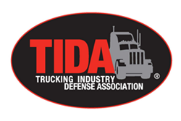 TIDA
TRUCKING INDUSTRY
DEFENSE ASSOCIATION
®